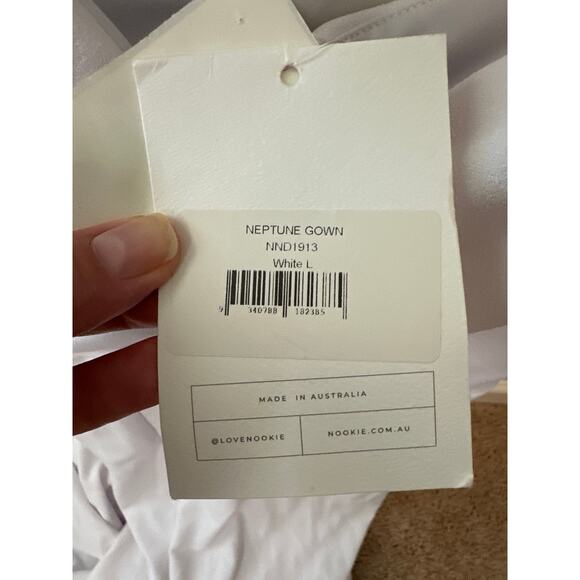 NEPTUNE GOWN
NND1913
White L
9 340788 182385
MADE IN AUSTRALIA
@LOVENOOKIE
NOOKIE.COM.AU